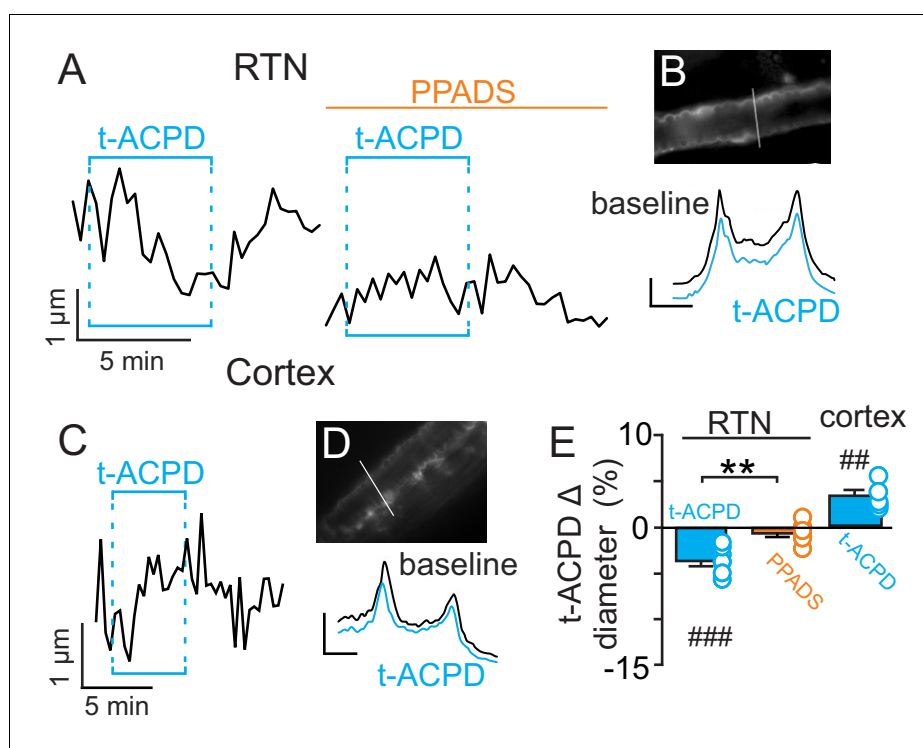 A
RTN
PPADS
t-ACPD
t-ACPD
1 µm
5 min
B
baseline
t-ACPD
Cortex
C
t-ACPD
1 µm
5 min
D
baseline
t-ACPD
E
RTN
cortex
t-ACPD Δ
diameter (%)
10
0
-15
**
##
###
t-ACPD
PPADS
t-ACPD